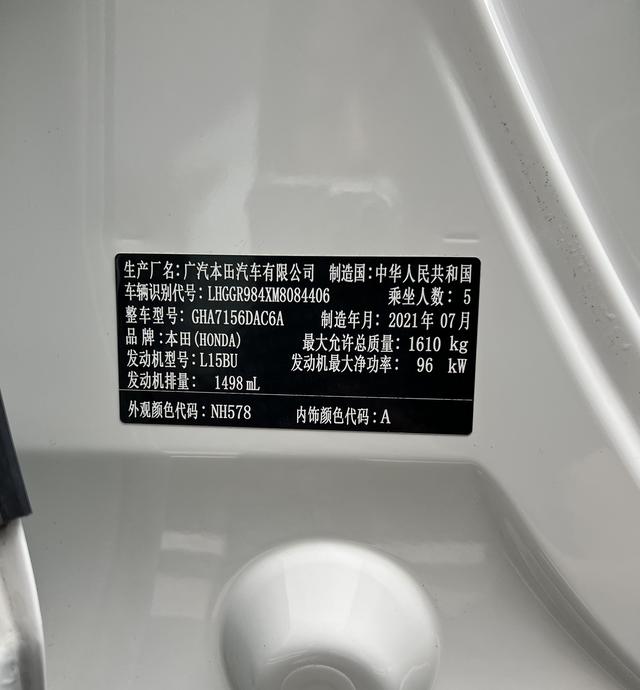 生产厂名：广汽本田汽车有限公司 制造国：中华人民共和国
车辆识别代号：LHGGR984XM8084406 乘坐人数：5
整车型号：GHA7156DAC6A 制造年月：2021年07月
品牌：本田(HONDA) 最大允许总质量：1610 kg
发动机型号：L15BU 发动机最大净功率：96 kW
发动机排量：1498mL
外观颜色代码：NH578 内饰颜色代码：A